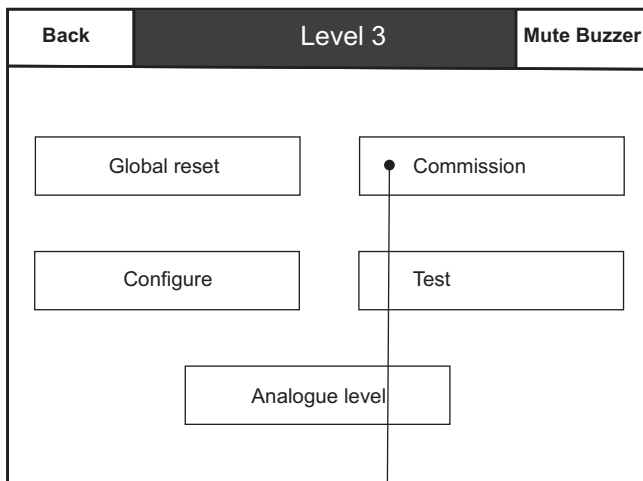 Back
Level 3
Mute Buzzer
Global reset
Commission
Configure
Test
Analogue level